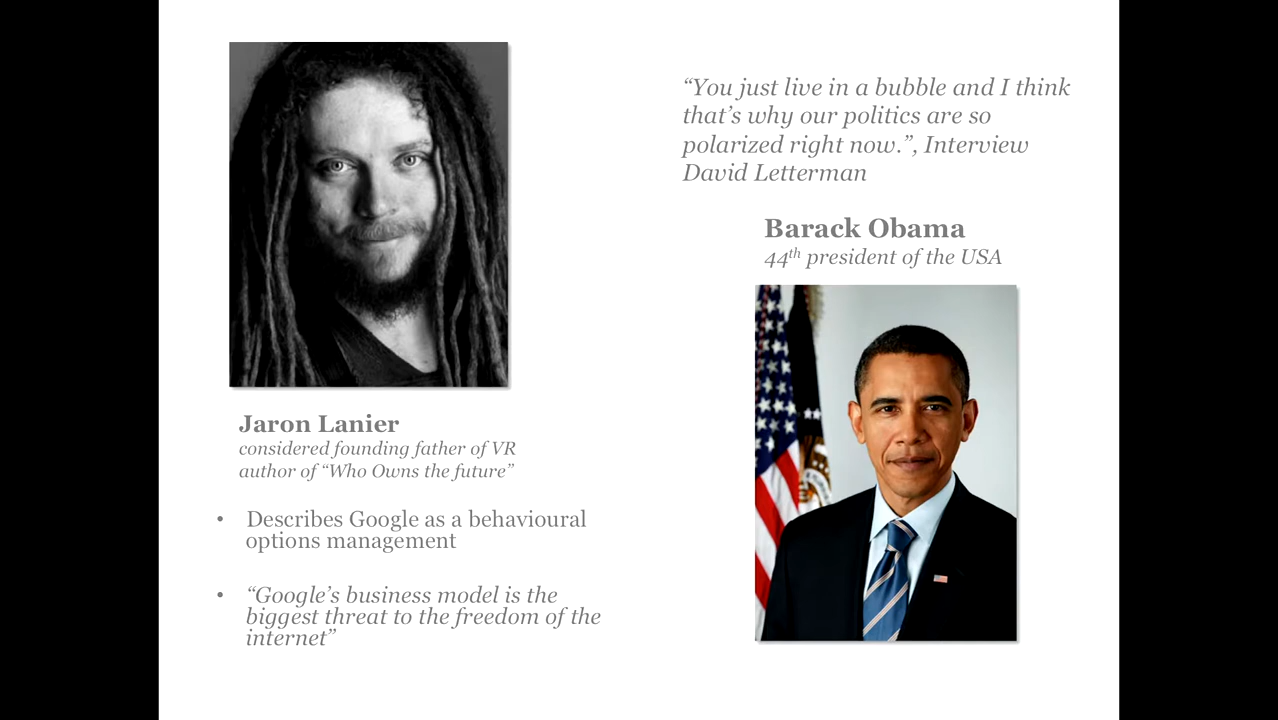 Jaron Lanier
considered founding father of VR
author of “Who Owns the future”
• Describes Google as a behavioural
options management
• “Google’s business model is the
biggest threat to the freedom of the
internet”
“You just live in a bubble and I think
that’s why our politics are so
polarized right now.”, Interview
David Letterman
Barack Obama
44th president of the USA